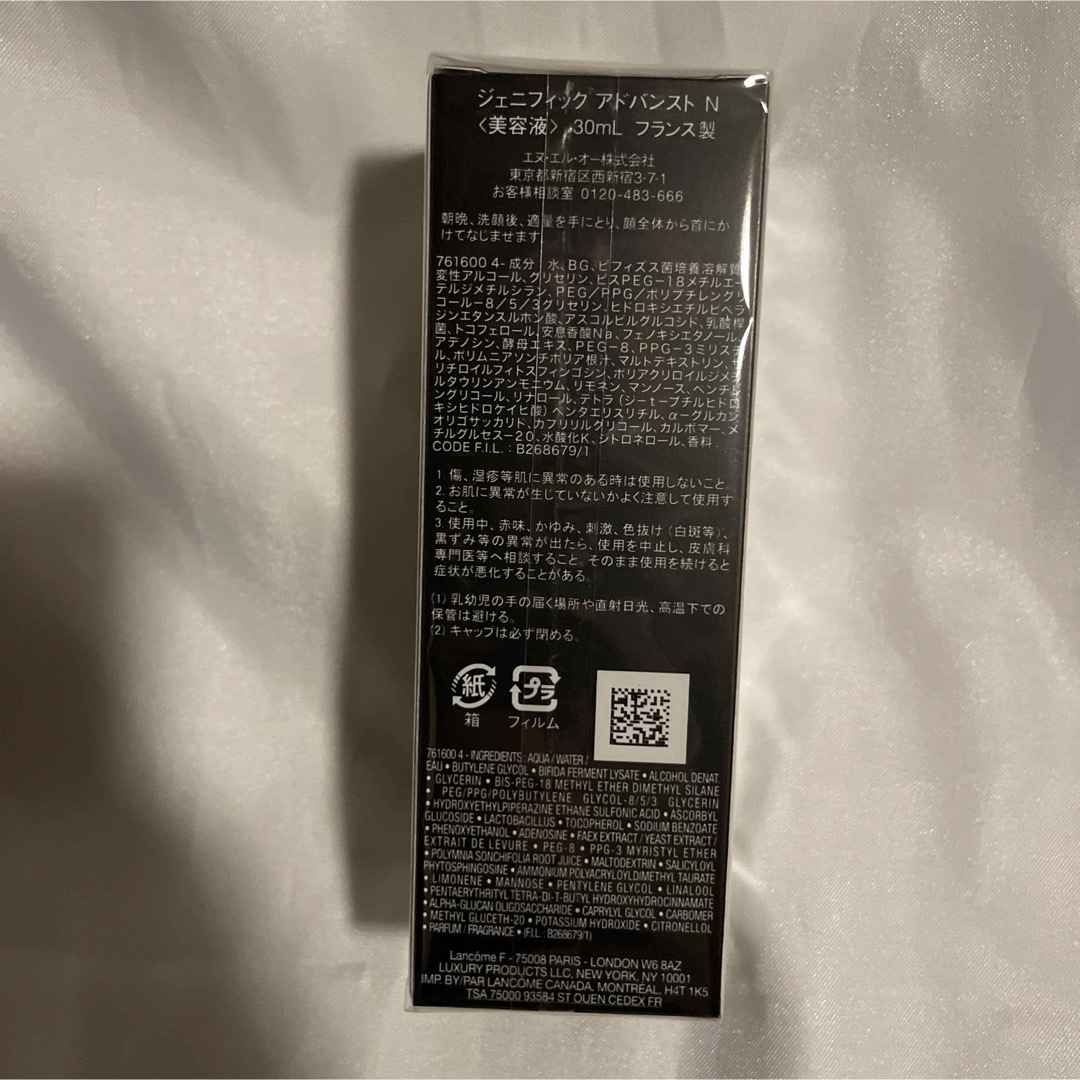 ジェニフィック アドバンスト N
〈美容液〉 30mL フランス製
エヌ・エル・オー株式会社
東京都新宿区西新宿3-7-1
お客様相談室 0120-483-666
朝晩、洗顔後、適量を手にとり、顔全体から首にか
けてなじませます。
761600 4- 成分 : 水、BG、ビフィズス菌培養溶解質、
変性アルコール、グリセリン、ビスPEG-18メチルエー
テルジメチルシラン、PEG/PPG/ポリブチレングリ
コール-8/5/3グリセリン、ヒドロキシエチルピペラ
ジンエタンスルホン酸、アスコルビルグルコシド、乳酸桿
菌、トコフェロール、安息香酸Na、フェノキシエタノール、
アデノシン、酵母エキス、PEG-8、PPG-3ミリスチ
ル、ポリムニアソンチホリア根汁、マルトデキストリン、サ
リチロイルフィトスフィンゴシン、ポリアクリロイルジメチ
ルタウリンアンモニウム、リモネン、マンノース、ペンチレ
ングリコール、リナロール、テトラ(ジ-t-ブチルヒドロ
キシヒドロケイヒ酸)ペンタエリスリチル、α-グルカン
オリゴサッカリド、カプリリルグリコール、カルボマー、メ
チルグルセス-20、水酸化K、シトロネロール、香料
CODE F.I.L. : B268679/1
1. 傷、湿疹等肌に異常のある時は使用しないこと。
2. お肌に異常が生じていないかよく注意して使用す
ること。
3. 使用中、赤味、かゆみ、刺激、色抜け(白斑等)、
黒ずみ等の異常が出たら、使用を中止し、皮膚科
専門医等へ相談すること。そのまま使用を続けると
症状が悪化することがある。
(1) 乳幼児の手の届く場所や直射日光、高温下での
保管は避ける。
(2) キャップは必ず閉める。
紙 プラ
箱 フィルム
761600 4 - INGREDIENTS : AQUA / WATER /
EAU • BUTYLENE GLYCOL • BIFIDA FERMENT LYSATE • ALCOHOL DENAT.
• GLYCERIN • BIS-PEG-18 METHYL ETHER DIMETHYL SILANE
• PEG/PPG/POLYBUTYLENE GLYCOL-8/5/3 GLYCERIN
• HYDROXYETHYLPIPERAZINE ETHANE SULFONIC ACID • ASCORBYL
GLUCOSIDE • LACTOBACILLUS • TOCOPHEROL • SODIUM BENZOATE
• PHENOXYETHANOL • ADENOSINE • FAEX EXTRACT / YEAST EXTRACT /
EXTRAIT DE LEVURE • PEG-8 • PPG-3 MYRISTYL ETHER
• POLYMNIA SONCHIFOLIA ROOT JUICE • MALTODEXTRIN • SALICYLOYL
PHYTOSPHINGOSINE • AMMONIUM POLYACRYLOYLDIMETHYL TAURATE
• LIMONENE • MANNOSE • PENTYLENE GLYCOL • LINALOOL
• PENTAERYTHRITYL TETRA-DI-T-BUTYL HYDROXYHYDROCINNAMATE
• ALPHA-GLUCAN OLIGOSACCHARIDE • CAPRYLYL GLYCOL • CARBOMER
• METHYL GLUCETH-20 • POTASSIUM HYDROXIDE • CITRONELLOL
• PARFUM / FRAGRANCE • (F.I.L : B268679/1)
Lancôme F - 75008 PARIS - LONDON W6 8AZ
LUXURY PRODUCTS LLC, NEW YORK, NY 10001
IMP. BY/PAR LANCÔME CANADA, MONTRÉAL, H4T 1K5
TSA 75000 93584 ST OUEN CEDEX FR